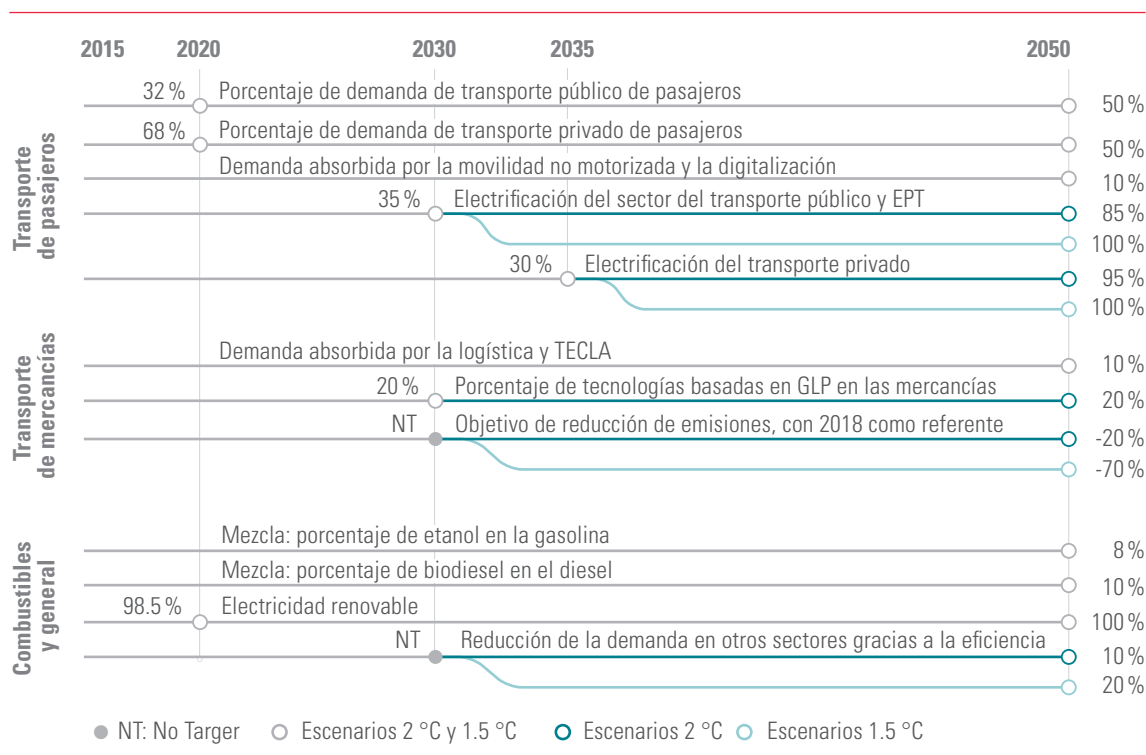 2015 2020 2030 2035 2050
32 % Porcentaje de demanda de transporte público de pasajeros 50 %
68 % Porcentaje de demanda de transporte privado de pasajeros 50 %
Demanda absorbida por la movilidad no motorizada y la digitalización 10 %
35 % Electrificación del sector del transporte público y EPT 85 %
100 %
30 % Electrificación del transporte privado 95 %
100 %
Transporte
de pasajeros
Demanda absorbida por la logística y TECLA 10 %
20 % Porcentaje de tecnologías basadas en GLP en las mercancías 20 %
NT Objetivo de reducción de emisiones, con 2018 como referente -20 %
-70 %
Transporte
de mercancías
Mezcla: porcentaje de etanol en la gasolina 8 %
Mezcla: porcentaje de biodiesel en el diesel 10 %
98.5 % Electricidad renovable 100 %
NT Reducción de la demanda en otros sectores gracias a la eficiencia 10 %
20 %
Combustibles
y general
NT: No Targer Escenarios 2 °C y 1.5 °C Escenarios 2 °C Escenarios 1.5 °C